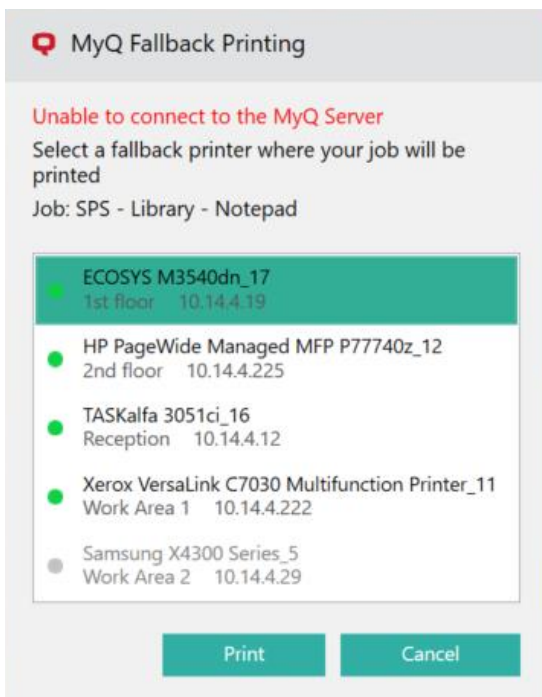 MyQ Fallback Printing
Unable to connect to the MyQ Server
Select a fallback printer where your job will be
printed
Job: SPS - Library - Notepad
ECOSYS M3540dn_17
1st floor 10.14.4.19
HP PageWide Managed MFP P77740z_12
2nd floor 10.14.4.225
TASKalfa 3051ci_16
Reception 10.14.4.12
Xerox VersaLink C7030 Multifunction Printer_11
Work Area 1 10.14.4.222
Samsung X4300 Series_5
Work Area 2 10.14.4.29
Print Cancel